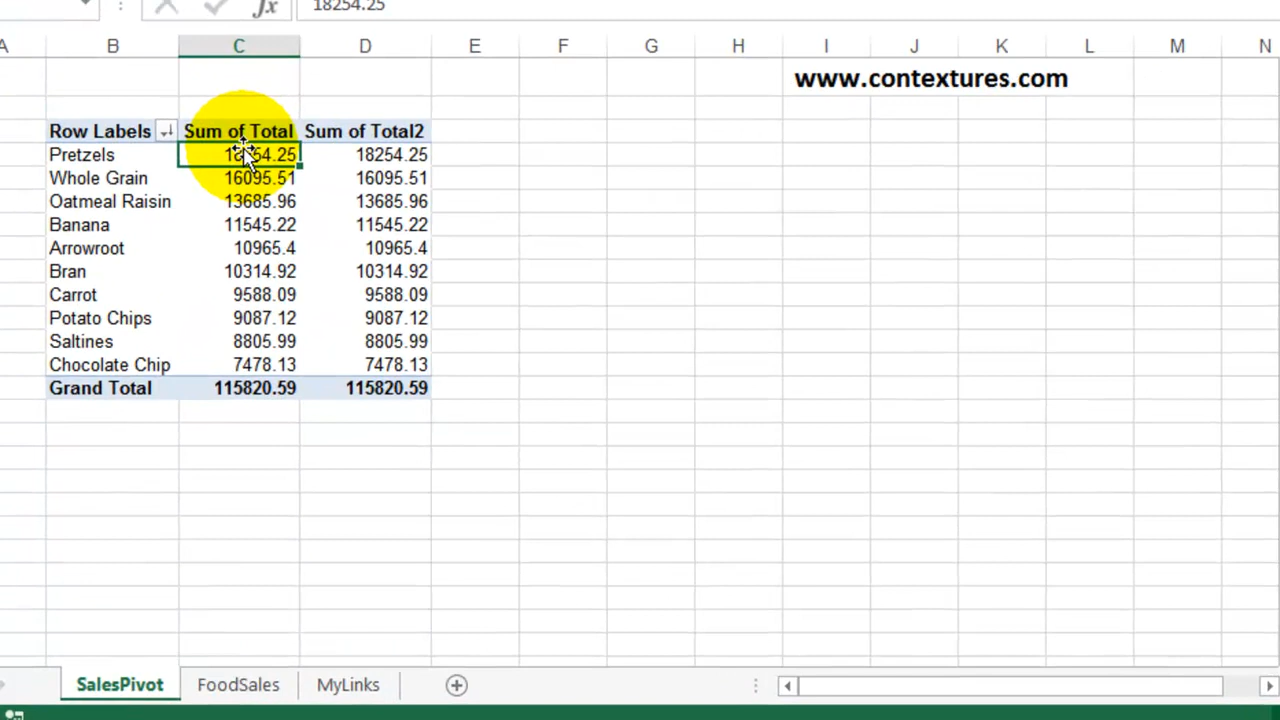 fx 18254.25
A B C D E F G H I J K L M N
www.contextures.com
Row Labels Sum of Total Sum of Total2
Pretzels 18254.25 18254.25
Whole Grain 16095.51 16095.51
Oatmeal Raisin 13685.96 13685.96
Banana 11545.22 11545.22
Arrowroot 10965.4 10965.4
Bran 10314.92 10314.92
Carrot 9588.09 9588.09
Potato Chips 9087.12 9087.12
Saltines 8805.99 8805.99
Chocolate Chip 7478.13 7478.13
Grand Total 115820.59 115820.59
SalesPivot FoodSales MyLinks